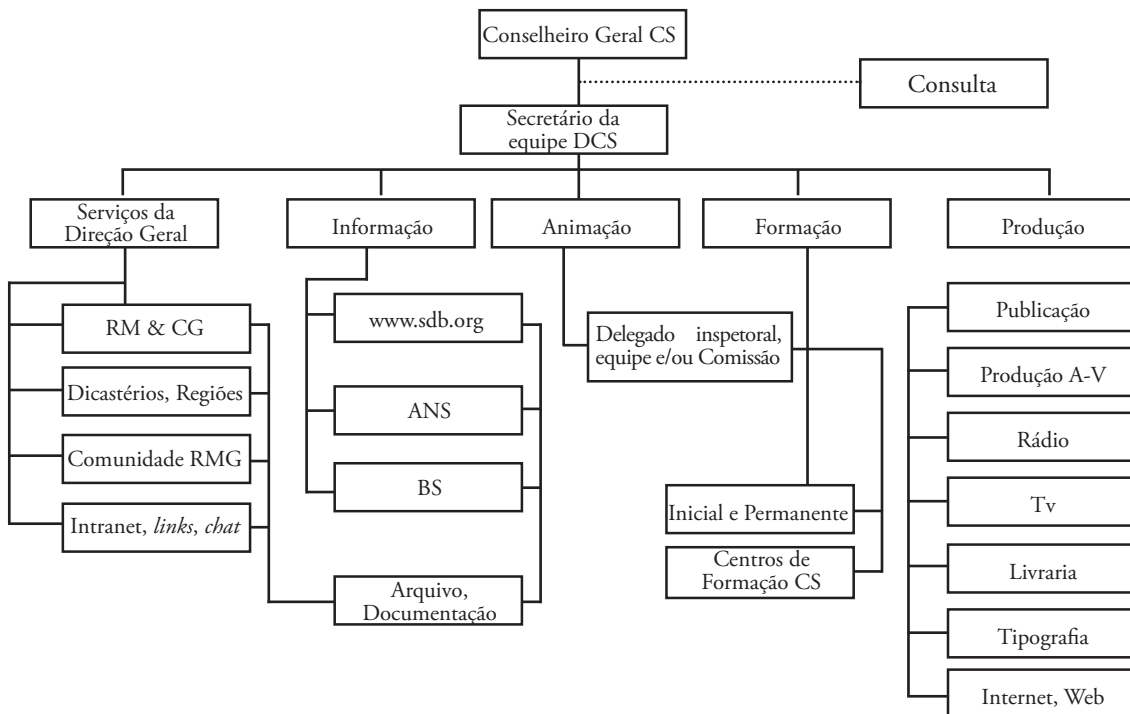 Conselheiro Geral CS
Consulta
Secretário da
equipe DCS
Serviços da
Direção Geral
Informação
Animação
Formação
Produção
RM & CG
Dicastérios, Regiões
Comunidade RMG
Intranet, links, chat
www.sdb.org
ANS
BS
Arquivo,
Documentação
Delegado inspetoral,
equipe e/ou Comissão
Inicial e Permanente
Centros de
Formação CS
Publicação
Produção A-V
Rádio
Tv
Livraria
Tipografia
Internet, Web